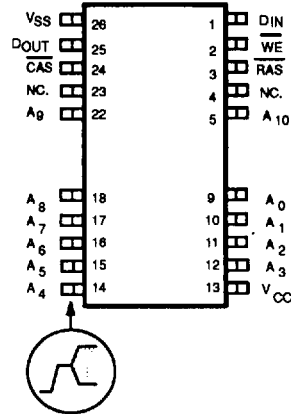 VSS 26 1 DIN
DOUT 25 2 WE
CAS 24 3 RAS
NC. 23 4 NC.
A9 22 5 A10
A8 18 9 A0
A7 17 10 A1
A6 16 11 A2
A5 15 12 A3
A4 14 13 VCC